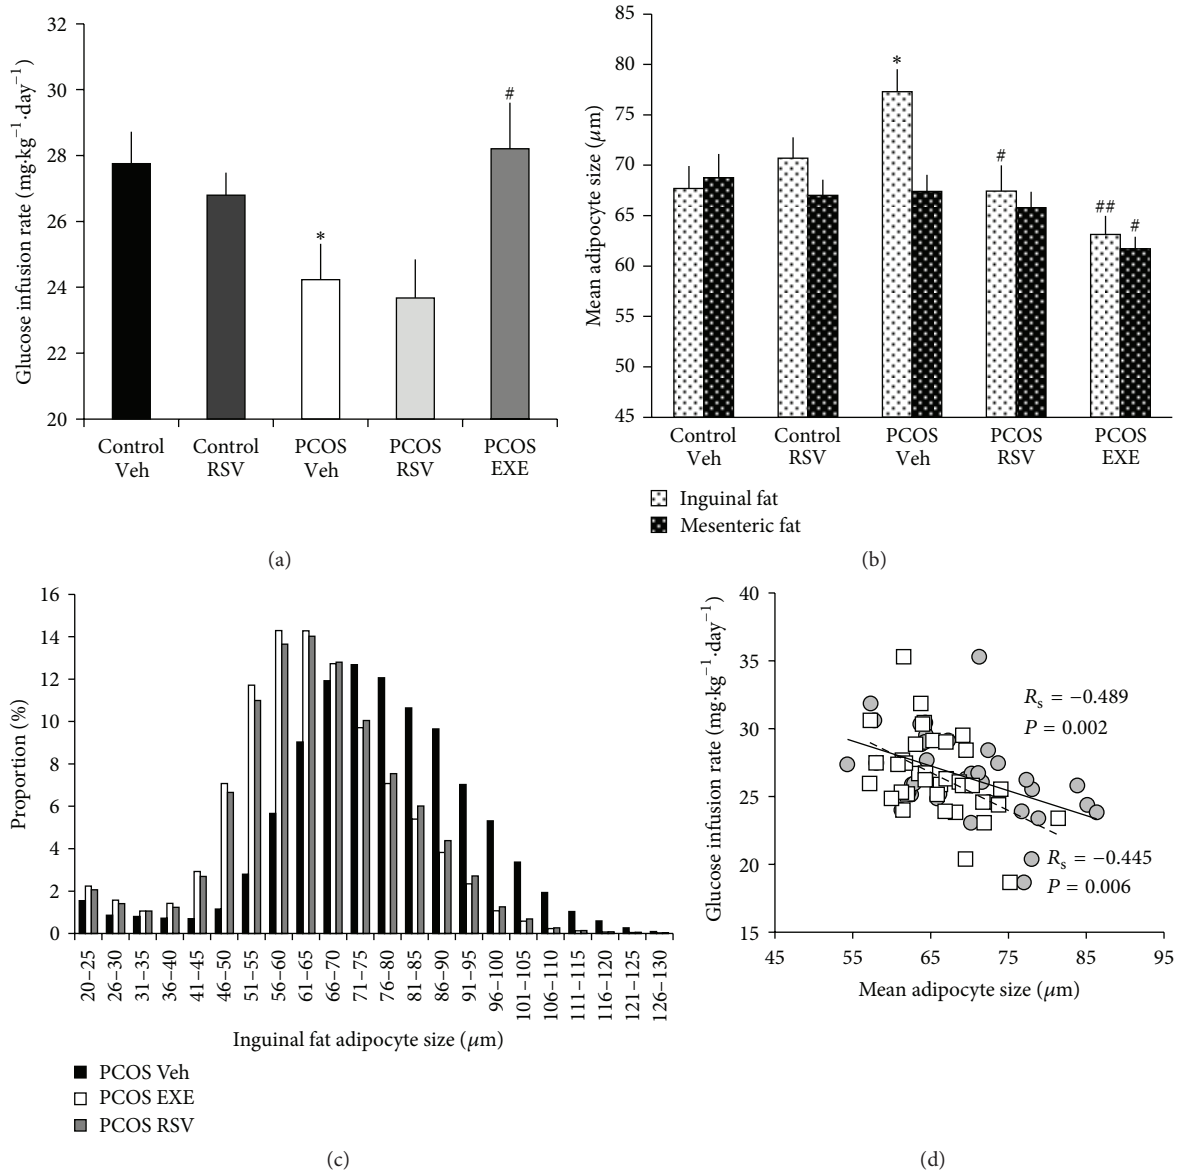 Glucose infusion rate (mg·kg⁻¹·day⁻¹)
32
30
28
26
24
22
20
*
#
Control Veh
Control RSV
PCOS Veh
PCOS RSV
PCOS EXE
(a)
Mean adipocyte size (μm)
85
80
75
70
65
60
55
50
45
*
#
##
#
Control Veh
Control RSV
PCOS Veh
PCOS RSV
PCOS EXE
Inguinal fat
Mesenteric fat
(b)
Proportion (%)
16
14
12
10
8
6
4
2
0
20–25
26–30
31–35
36–40
41–45
46–50
51–55
56–60
61–65
66–70
71–75
76–80
81–85
86–90
91–95
96–100
101–105
106–110
111–115
116–120
121–125
126–130
Inguinal fat adipocyte size (μm)
PCOS Veh
PCOS EXE
PCOS RSV
(c)
Glucose infusion rate (mg·kg⁻¹·day⁻¹)
40
35
30
25
20
15
Rs = −0.489
P = 0.002
Rs = −0.445
P = 0.006
45
55
65
75
85
95
Mean adipocyte size (μm)
(d)